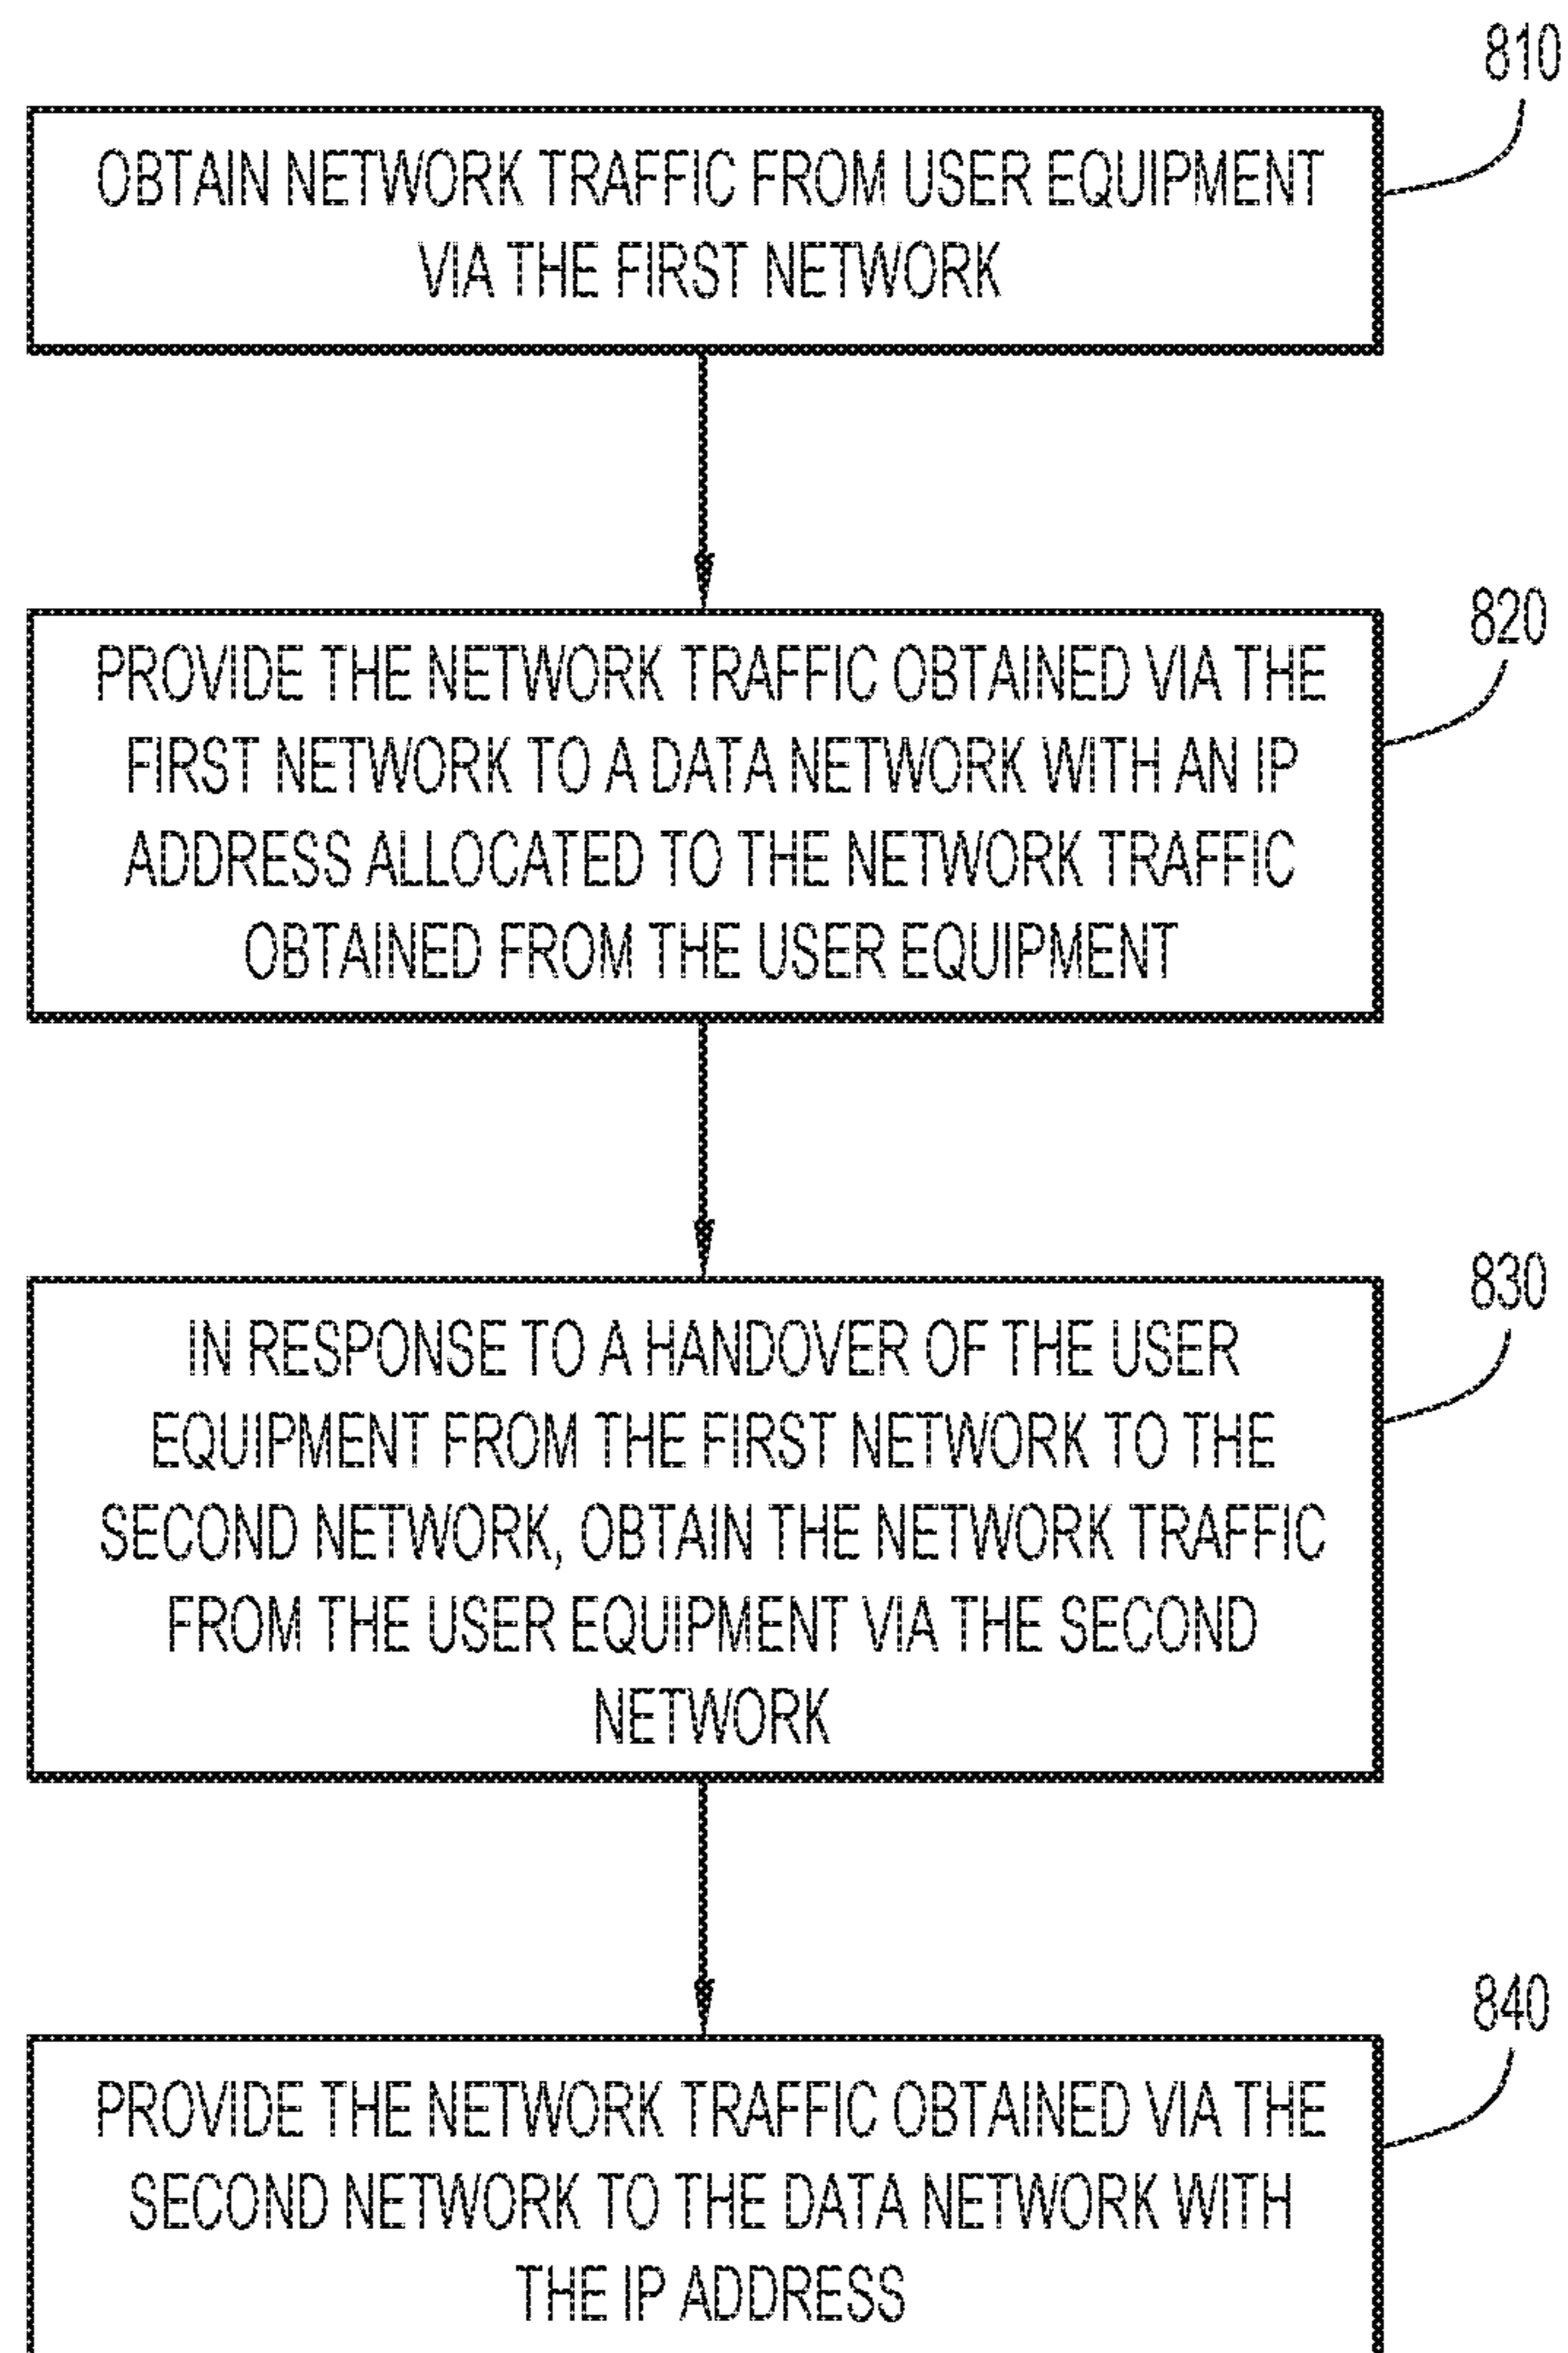 810
OBTAIN NETWORK TRAFFIC FROM USER EQUIPMENT
VIA THE FIRST NETWORK
820
PROVIDE THE NETWORK TRAFFIC OBTAINED VIA THE
FIRST NETWORK TO A DATA NETWORK WITH AN IP
ADDRESS ALLOCATED TO THE NETWORK TRAFFIC
OBTAINED FROM THE USER EQUIPMENT
830
IN RESPONSE TO A HANDOVER OF THE USER
EQUIPMENT FROM THE FIRST NETWORK TO THE
SECOND NETWORK, OBTAIN THE NETWORK TRAFFIC
FROM THE USER EQUIPMENT VIA THE SECOND
NETWORK
840
PROVIDE THE NETWORK TRAFFIC OBTAINED VIA THE
SECOND NETWORK TO THE DATA NETWORK WITH
THE IP ADDRESS